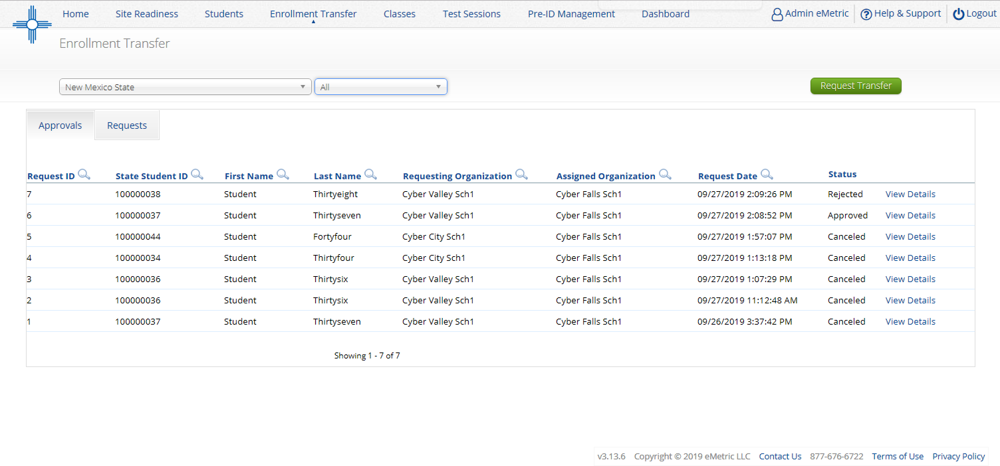 Home Site Readiness Students Enrollment Transfer Classes Test Sessions Pre-ID Management Dashboard Admin eMetric Help & Support Logout
Enrollment Transfer
New Mexico State All Request Transfer
Approvals Requests
Request ID State Student ID First Name Last Name Requesting Organization Assigned Organization Request Date Status
7 100000038 Student Thirtyeight Cyber Valley Sch1 Cyber Falls Sch1 09/27/2019 2:09:26 PM Rejected View Details
6 100000037 Student Thirtyseven Cyber Valley Sch1 Cyber Falls Sch1 09/27/2019 2:08:52 PM Approved View Details
5 100000044 Student Fortyfour Cyber City Sch1 Cyber Falls Sch1 09/27/2019 1:57:07 PM Canceled View Details
4 100000034 Student Thirtyfour Cyber City Sch1 Cyber Falls Sch1 09/27/2019 1:13:18 PM Canceled View Details
3 100000036 Student Thirtysix Cyber Valley Sch1 Cyber Falls Sch1 09/27/2019 1:07:29 PM Canceled View Details
2 100000036 Student Thirtysix Cyber Valley Sch1 Cyber Falls Sch1 09/27/2019 11:12:48 AM Canceled View Details
1 100000037 Student Thirtyseven Cyber Valley Sch1 Cyber Falls Sch1 09/26/2019 3:37:42 PM Canceled View Details
Showing 1 - 7 of 7
v3.13.6 Copyright © 2019 eMetric LLC Contact Us 877-676-6722 Terms of Use Privacy Policy